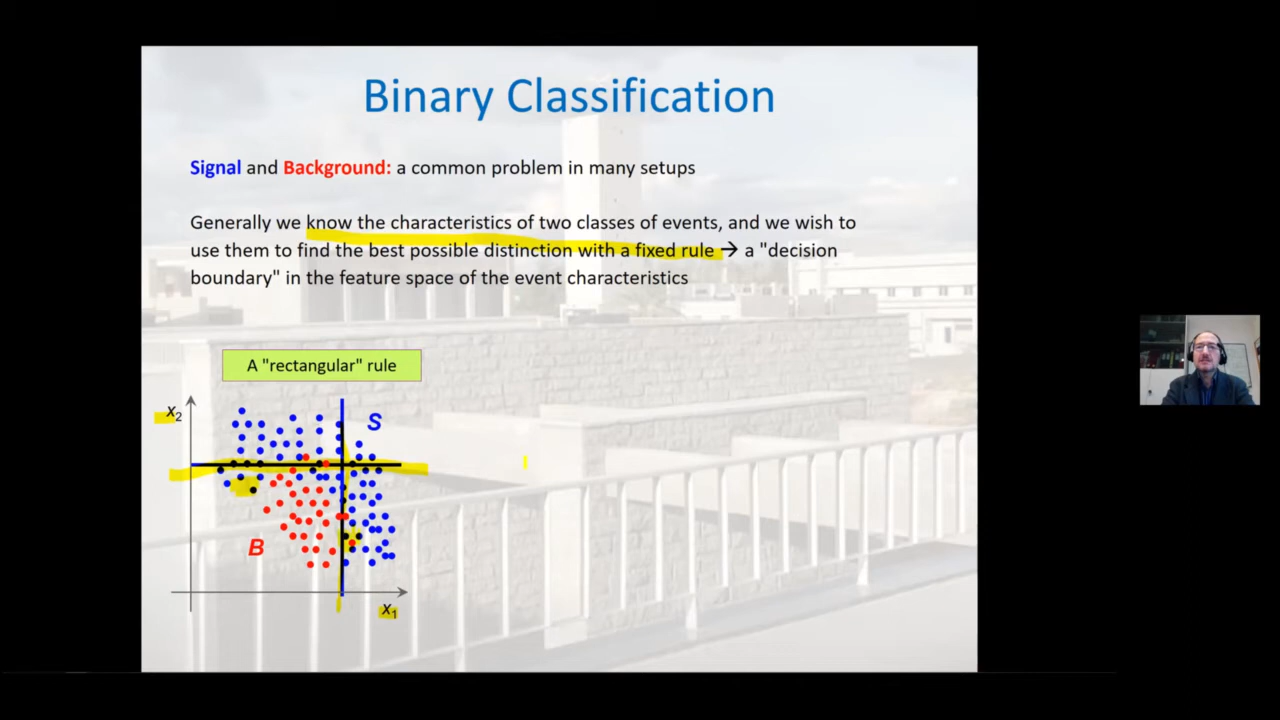 Binary Classification
Signal and Background: a common problem in many setups
Generally we know the characteristics of two classes of events, and we wish to
use them to find the best possible distinction with a fixed rule → a "decision
boundary" in the feature space of the event characteristics
A "rectangular" rule
x₂
S
B
x₁